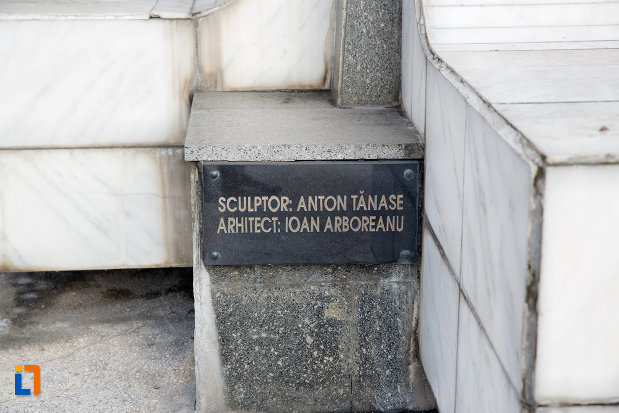 SCULPTOR: ANTON TĂNASE
ARHITECT: IOAN ARBOREANU